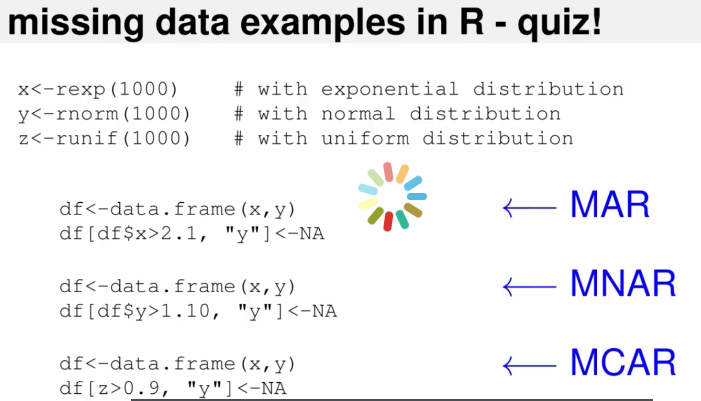 missing data examples in R - quiz!
x<-rexp(1000) # with exponential distribution
y<-rnorm(1000) # with normal distribution
z<-runif(1000) # with uniform distribution
df<-data.frame(x,y) ← MAR
df[df$x>2.1, "y"]<-NA
df<-data.frame(x,y) ← MNAR
df[df$y>1.10, "y"]<-NA
df<-data.frame(x,y) ← MCAR
df[z>0.9, "y"]<-NA